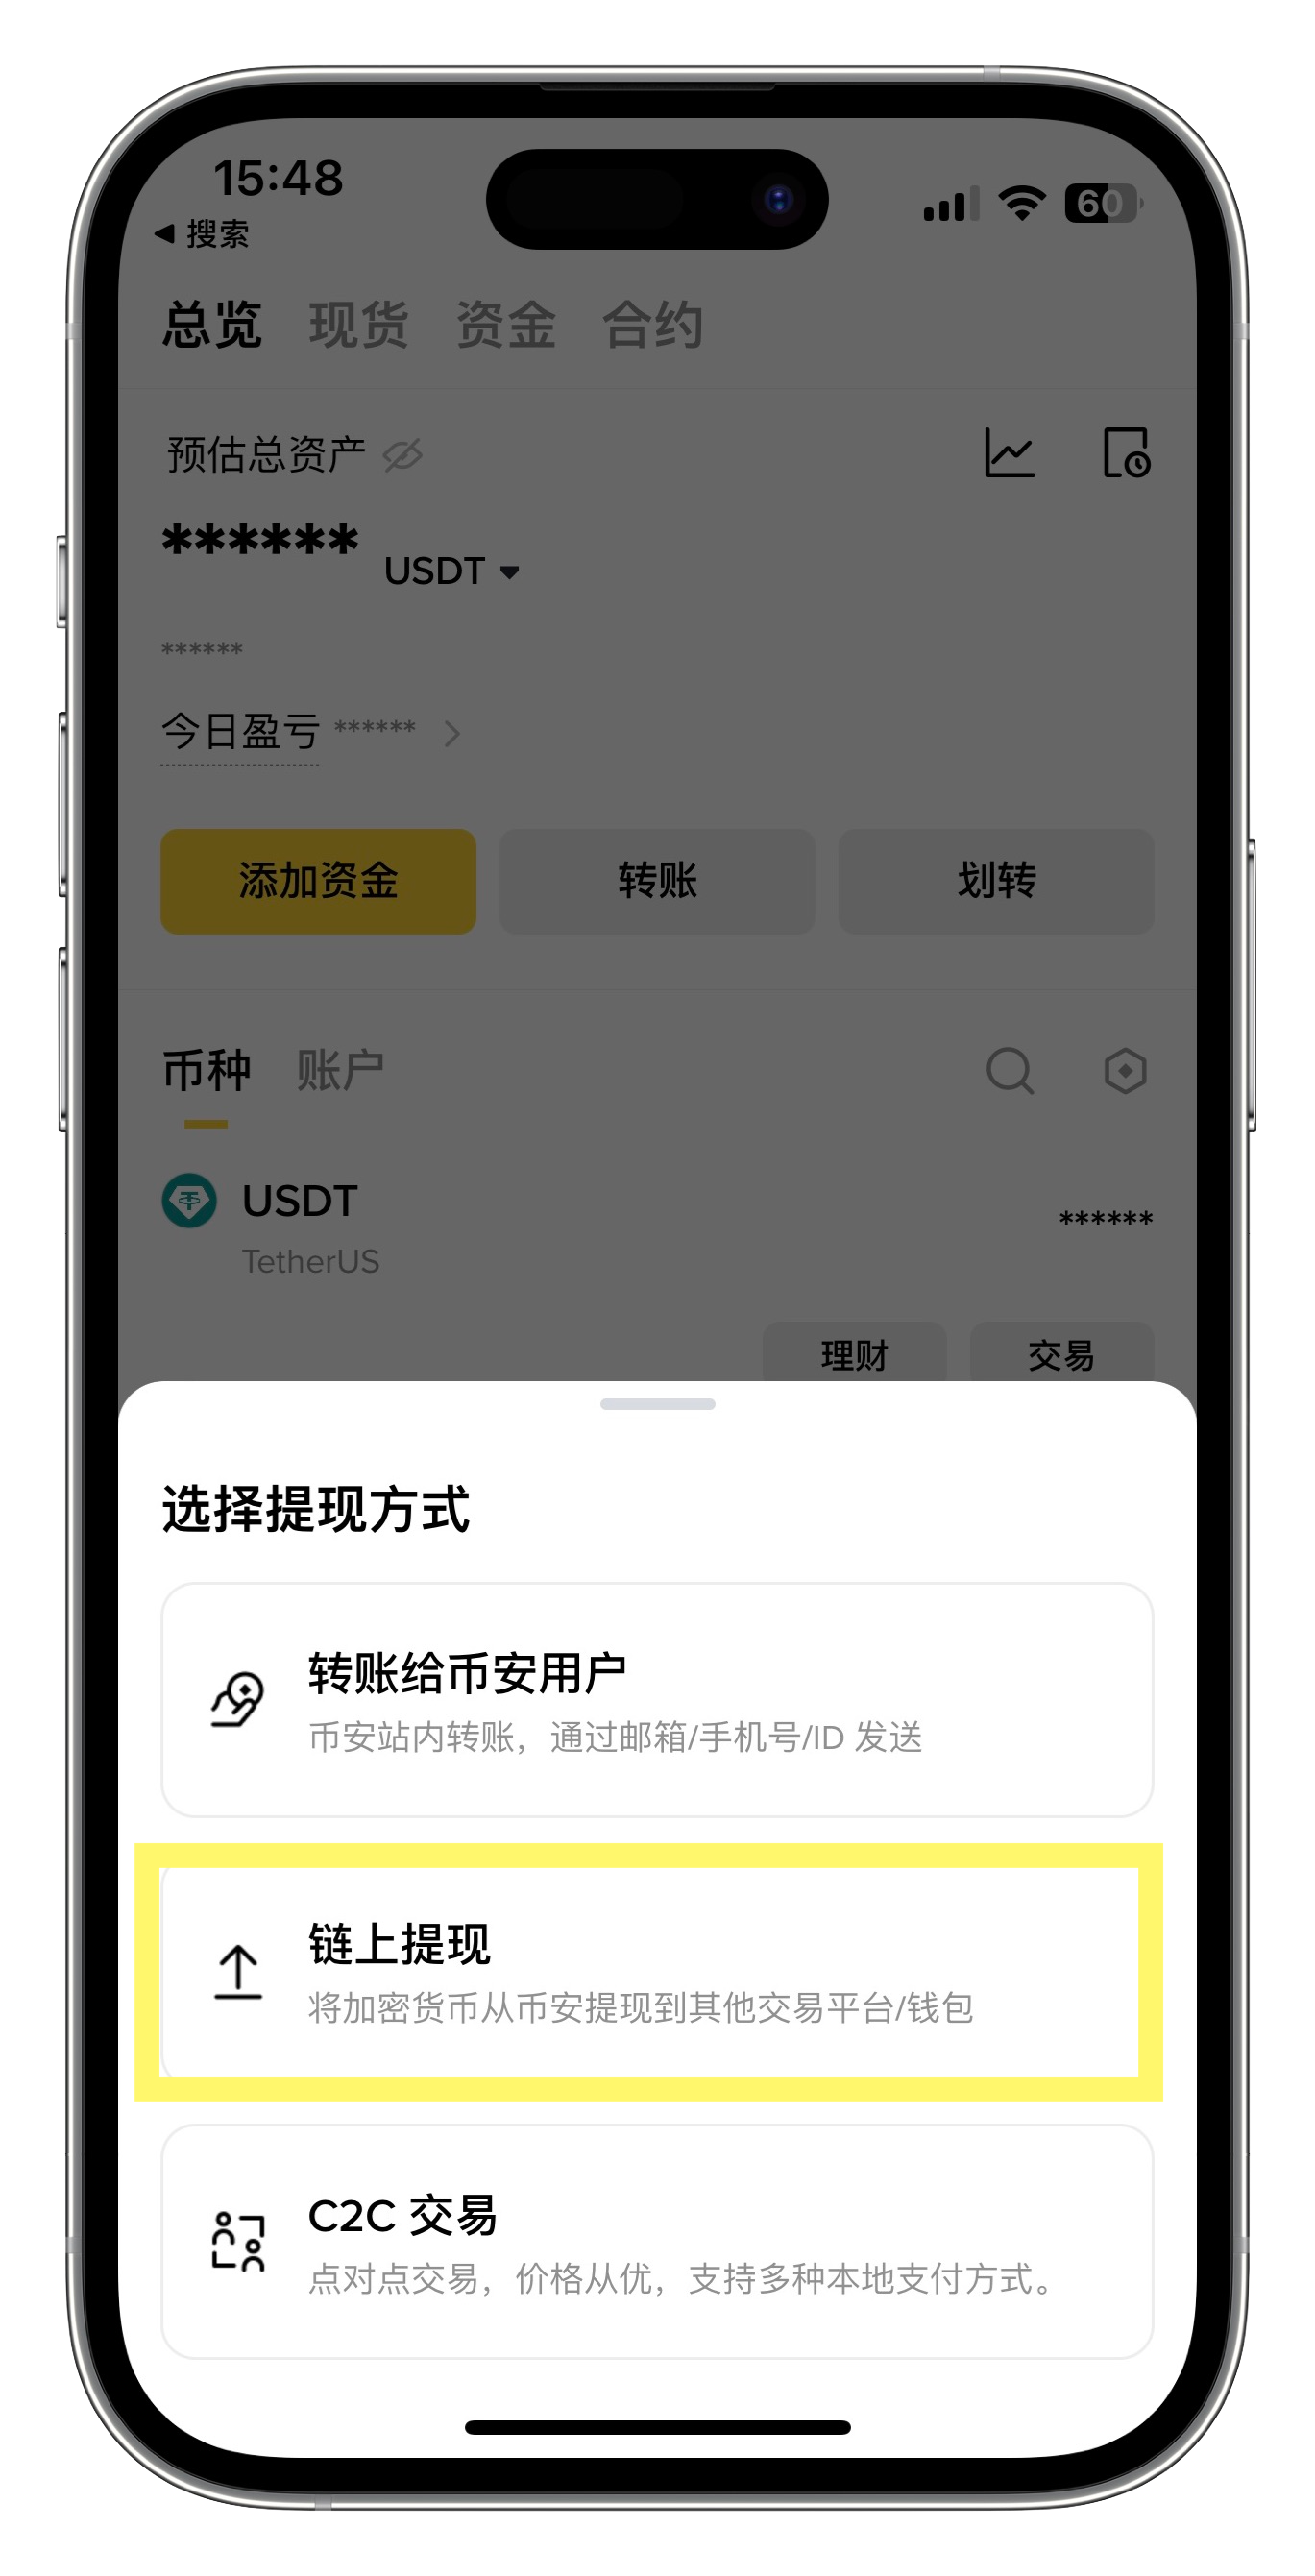 15:48
搜索
60
总览 现货 资金 合约
预估总资产
****** USDT
******
今日盈亏 ******
添加资金 转账 划转
币种 账户
USDT
******
TetherUS
理财 交易
选择提现方式
转账给币安用户
币安站内转账，通过邮箱/手机号/ID 发送
链上提现
将加密货币从币安提现到其他交易平台/钱包
C2C 交易
点对点交易，价格从优，支持多种本地支付方式。